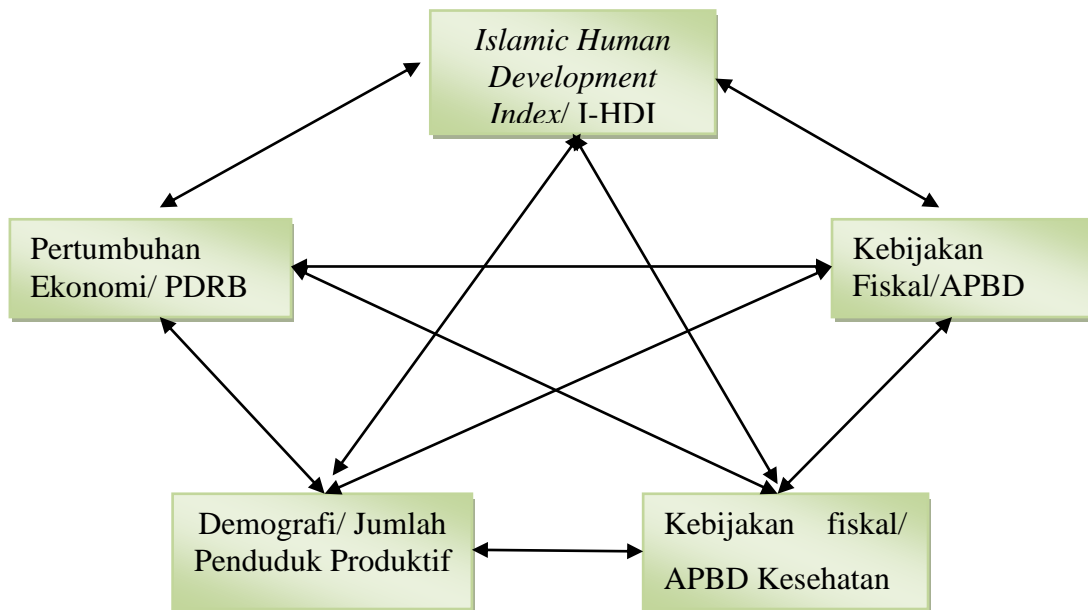 Islamic Human
Development
Index/ I-HDI
Pertumbuhan
Ekonomi/ PDRB
Kebijakan
Fiskal/APBD
Demografi/ Jumlah
Penduduk Produktif
Kebijakan fiskal/
APBD Kesehatan